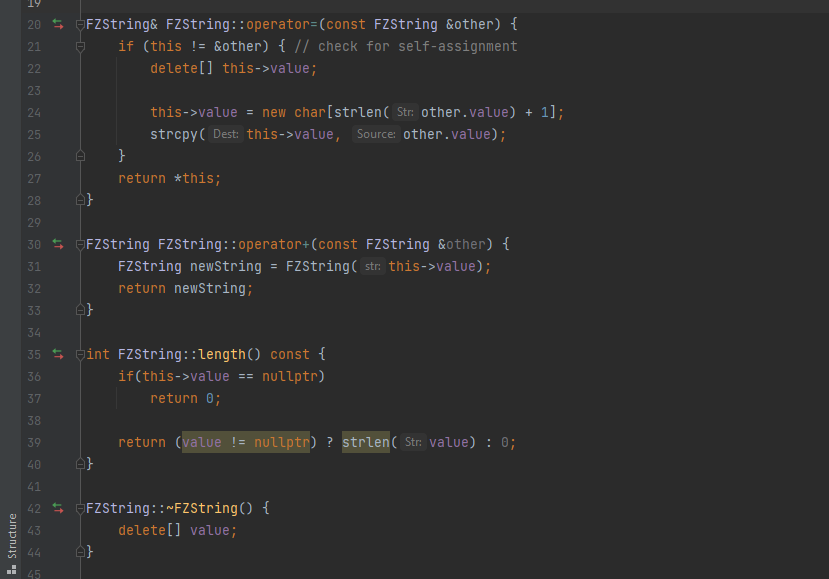 19
20 FZString& FZString::operator=(const FZString &other) {
21     if (this != &other) { // check for self-assignment
22         delete[] this->value;
23
24         this->value = new char[strlen( Str: other.value) + 1];
25         strcpy( Dest: this->value, Source: other.value);
26     }
27     return *this;
28 }
29
30 FZString FZString::operator+(const FZString &other) {
31     FZString newString = FZString( str: this->value);
32     return newString;
33 }
34
35 int FZString::length() const {
36     if(this->value == nullptr)
37         return 0;
38
39     return (value != nullptr) ? strlen( Str: value) : 0;
40 }
41
42 FZString::~FZString() {
43     delete[] value;
44 }
45
Structure